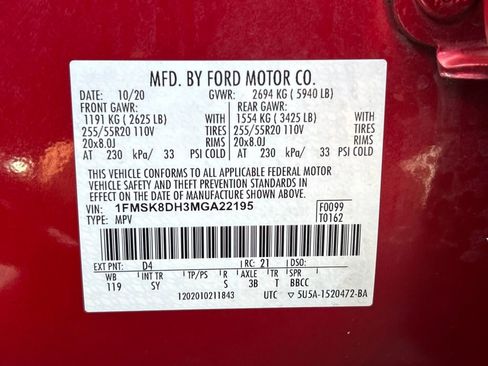 MFD. BY FORD MOTOR CO.
DATE: 10/20 GVWR: 2694 KG ( 5940 LB)
FRONT GAWR: REAR GAWR:
1191 KG ( 2625 LB) 1554 KG ( 3425 LB)
255/55R20 110V TIRES 255/55R20 110V
20x8.0J RIMS 20x8.0J
AT 230 kPa/ 33 PSI COLD AT 230 kPa/ 33 PSI COLD
THIS VEHICLE CONFORMS TO ALL APPLICABLE FEDERAL MOTOR
VEHICLE SAFETY AND THEFT PREVENTION STANDARDS IN
EFFECT ON THE DATE OF MANUFACTURE SHOWN ABOVE.
VIN: 1FMSK8DH3MGA22195 F0099
TYPE: MPV T0162
EXT PNT: D4 RC: 21 DSO:
WB INT TR TP/PS R AXLE TR SPR
119 SY S 3B T BBCC
1202010211843 UTC ▽ 5U5A-1520472-BA